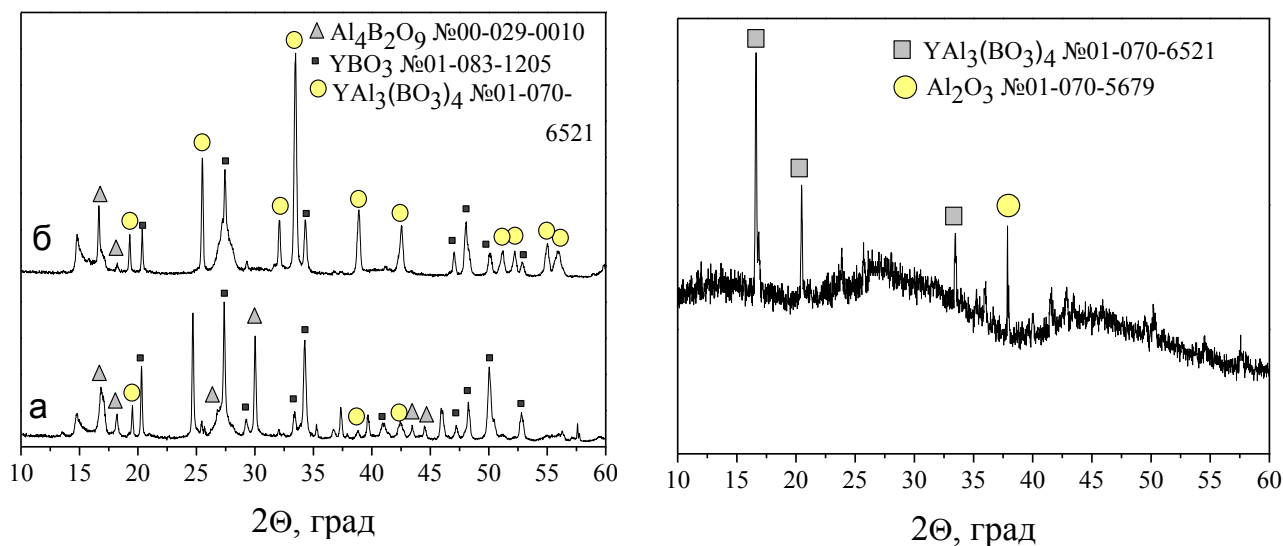 Al₄B₂O₉ №00-029-0010
YBO₃ №01-083-1205
YAl₃(BO₃)₄ №01-070-
6521
б
а
10 15 20 25 30 35 40 45 50 55 60
2Θ, град
YAl₃(BO₃)₄ №01-070-6521
Al₂O₃ №01-070-5679
10 15 20 25 30 35 40 45 50 55 60
2Θ, град